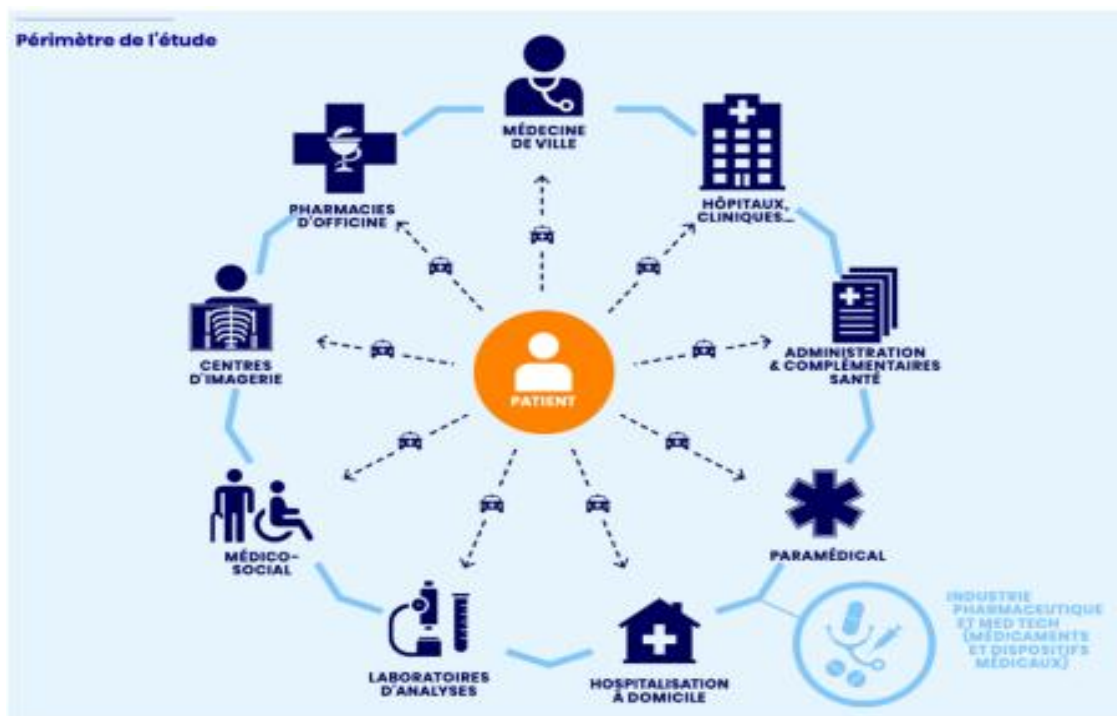 Périmètre de l'étude
MÉDECINE
DE VILLE
PHARMACIES
D'OFFICINE
HÔPITAUX,
CLINIQUES...
CENTRES
D'IMAGERIE
ADMINISTRATION
& COMPLÉMENTAIRES
SANTÉ
PATIENT
MÉDICO-
SOCIAL
PARAMÉDICAL
LABORATOIRES
D'ANALYSES
HOSPITALISATION
À DOMICILE
INDUSTRIE
PHARMACEUTIQUE
ET MED TECH
(MÉDICAMENTS
ET DISPOSITIFS
MÉDICAUX)